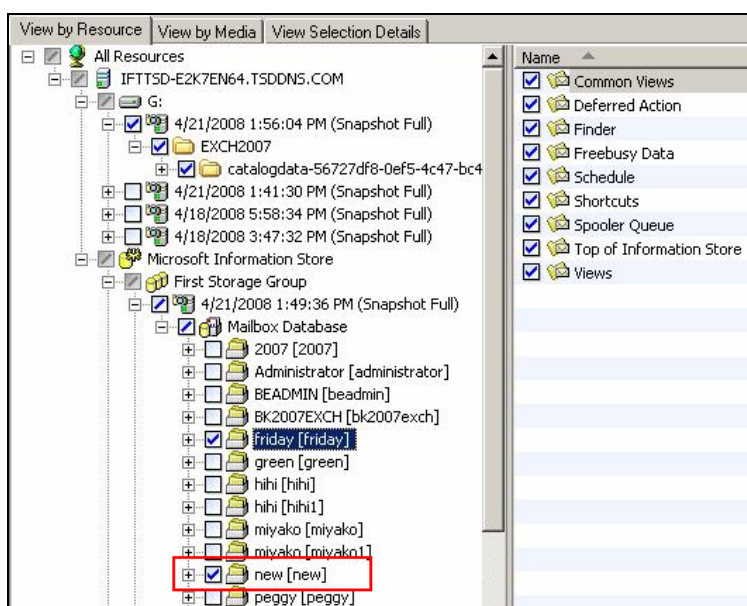 View by Resource
View by Media
View Selection Details
All Resources
IFTTSD-E2K7EN64.TSDDNS.COM
G:
4/21/2008 1:56:04 PM (Snapshot Full)
EXCH2007
catalogdata-56727df8-0ef5-4c47-bc4
4/21/2008 1:41:30 PM (Snapshot Full)
4/18/2008 5:58:34 PM (Snapshot Full)
4/18/2008 3:47:32 PM (Snapshot Full)
Microsoft Information Store
First Storage Group
4/21/2008 1:49:36 PM (Snapshot Full)
Mailbox Database
2007 [2007]
Administrator [administrator]
BEADMIN [beadmin]
BK2007EXCH [bk2007exch]
friday [friday]
green [green]
hihi [hihi]
hihi [hihi1]
miyako [miyako]
miyako [miyako1]
new [new]
peggy [peggy]
Name
Common Views
Deferred Action
Finder
Freebusy Data
Schedule
Shortcuts
Spooler Queue
Top of Information Store
Views